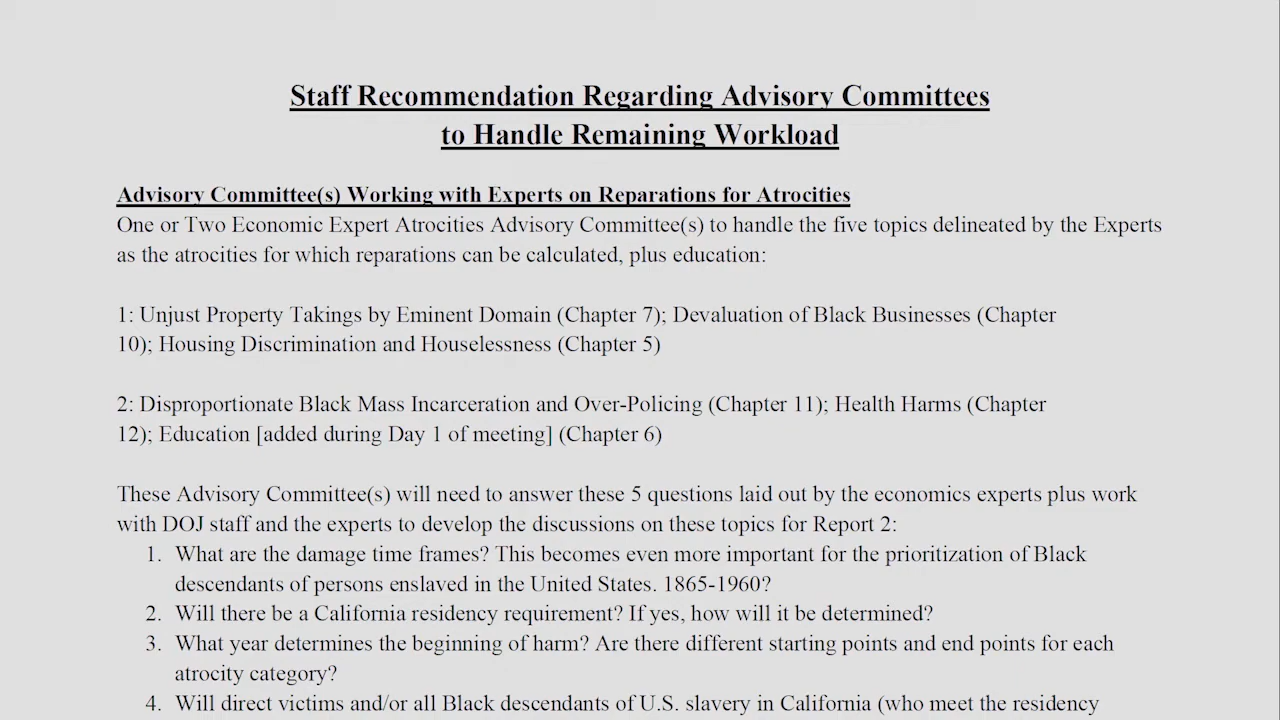 Staff Recommendation Regarding Advisory Committees
to Handle Remaining Workload
Advisory Committee(s) Working with Experts on Reparations for Atrocities
One or Two Economic Expert Atrocities Advisory Committee(s) to handle the five topics delineated by the Experts
as the atrocities for which reparations can be calculated, plus education:
1: Unjust Property Takings by Eminent Domain (Chapter 7); Devaluation of Black Businesses (Chapter
10); Housing Discrimination and Houselessness (Chapter 5)
2: Disproportionate Black Mass Incarceration and Over-Policing (Chapter 11); Health Harms (Chapter
12); Education [added during Day 1 of meeting] (Chapter 6)
These Advisory Committee(s) will need to answer these 5 questions laid out by the economics experts plus work
with DOJ staff and the experts to develop the discussions on these topics for Report 2:
1. What are the damage time frames? This becomes even more important for the prioritization of Black
descendants of persons enslaved in the United States. 1865-1960?
2. Will there be a California residency requirement? If yes, how will it be determined?
3. What year determines the beginning of harm? Are there different starting points and end points for each
atrocity category?
4. Will direct victims and/or all Black descendants of U.S. slavery in California (who meet the residency